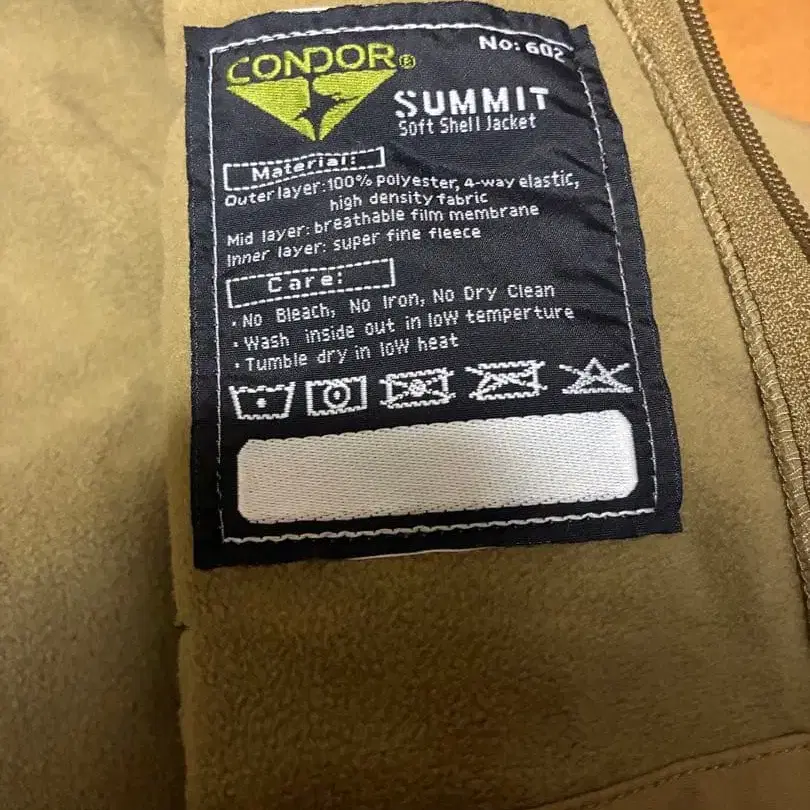 CONDOR®
No: 602
SUMMIT
Soft Shell Jacket
Material:
Outer layer:100% Polyester, 4-way elastic,
high density fabric
Mid layer: breathable film membrane
Inner layer: super fine fleece
Care:
• No Bleach, No Iron, No Dry Clean
• Wash inside out in low temperture
• Tumble dry in low heat